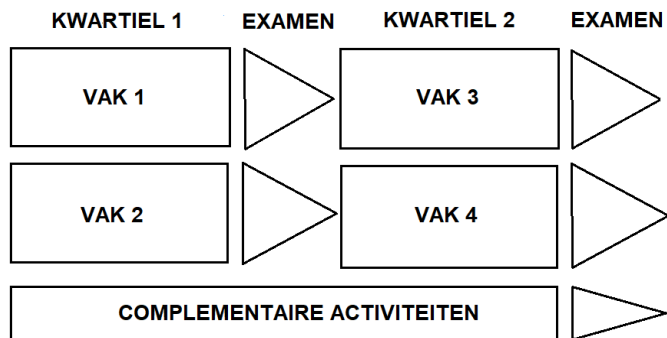 KWARTIEL 1 EXAMEN KWARTIEL 2 EXAMEN
VAK 1 VAK 3
VAK 2 VAK 4
COMPLEMENTAIRE ACTIVITEITEN